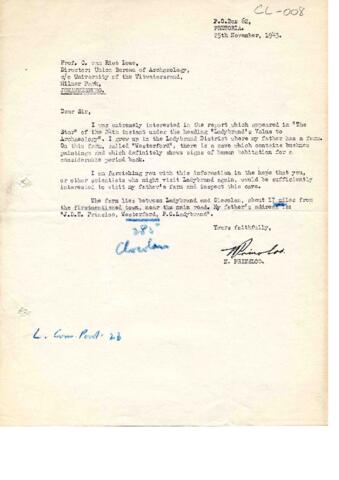 CL-008
P.O.Box 62,
PRETORIA.
25th November, 1943.
Prof. C. van Riet Lowe,
Director: Union Bureau of Archaeology,
c/o University of the Witwatersrand,
Milner Park,
JOHANNESBURG.
Dear Sir,
I was extremely interested in the report which appeared in "The
Star" of the 24th instant under the heading "Ladybrand's Value to
Archaeology". I grew up in the Ladybrand District where my father has a farm.
On this farm, called "Westerford", there is a cave which contains bushman
paintings and which definitely shows signs of human habitation for a
considerable period back.
I am furnishing you with this information in the hope that you,
or other scientists who might visit Ladybrand again, would be sufficiently
interested to visit my father's farm and inspect this cave.
The farm lies between Ladybrand and Clocolan, about 17 miles from
the firstmentioned town, near the main road. My father's address is:
Prinsloo, Westerford, P.O. Ladybrand".
Yours faithfully,
Clocolan
PRINSLOO.